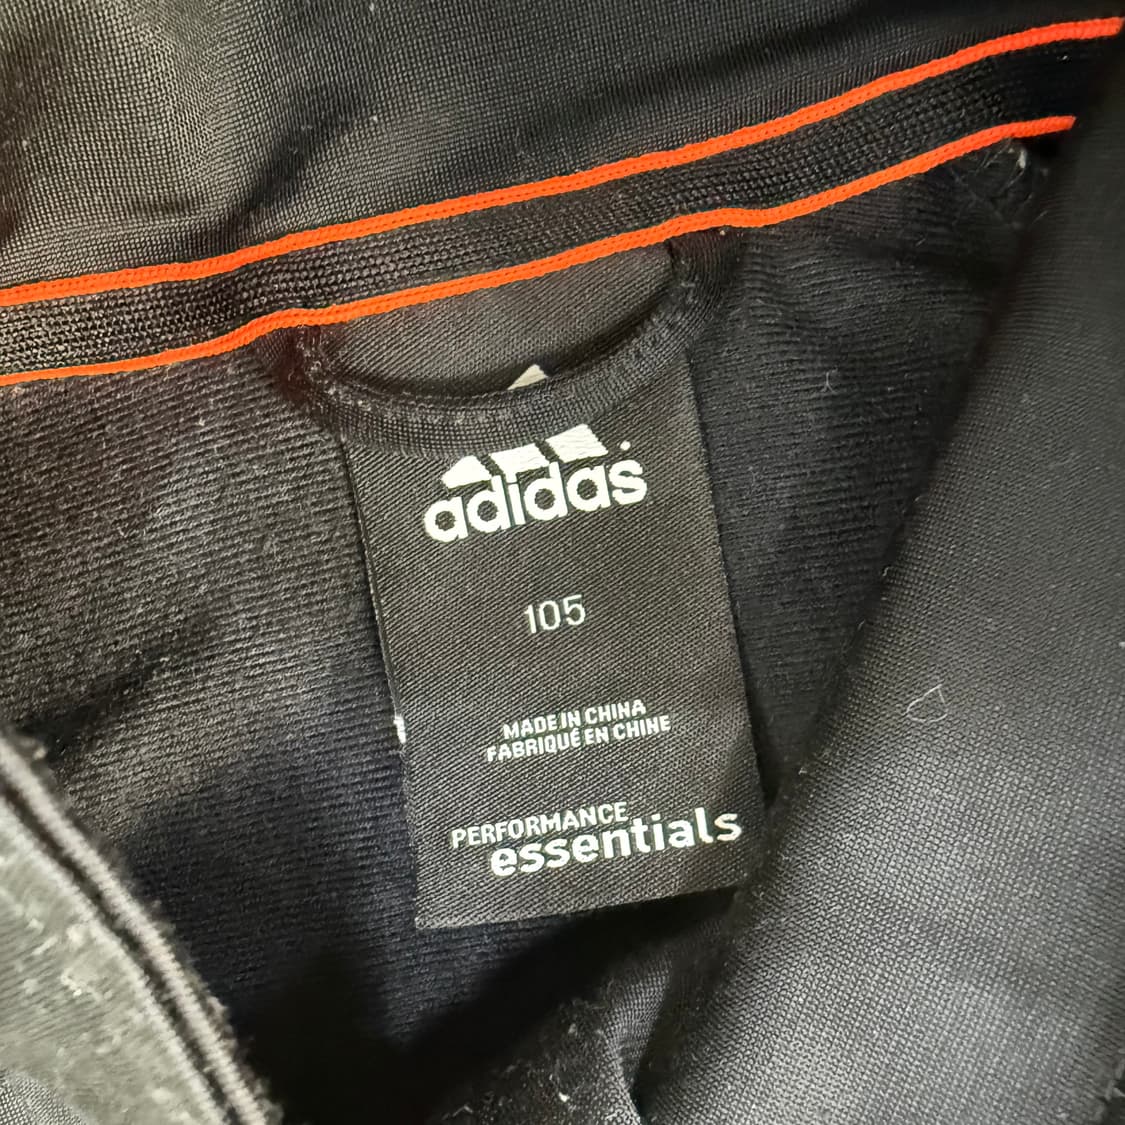 adidas
105
MADE IN CHINA
FABRIQUÉ EN CHINE
PERFORMANCE
essentials